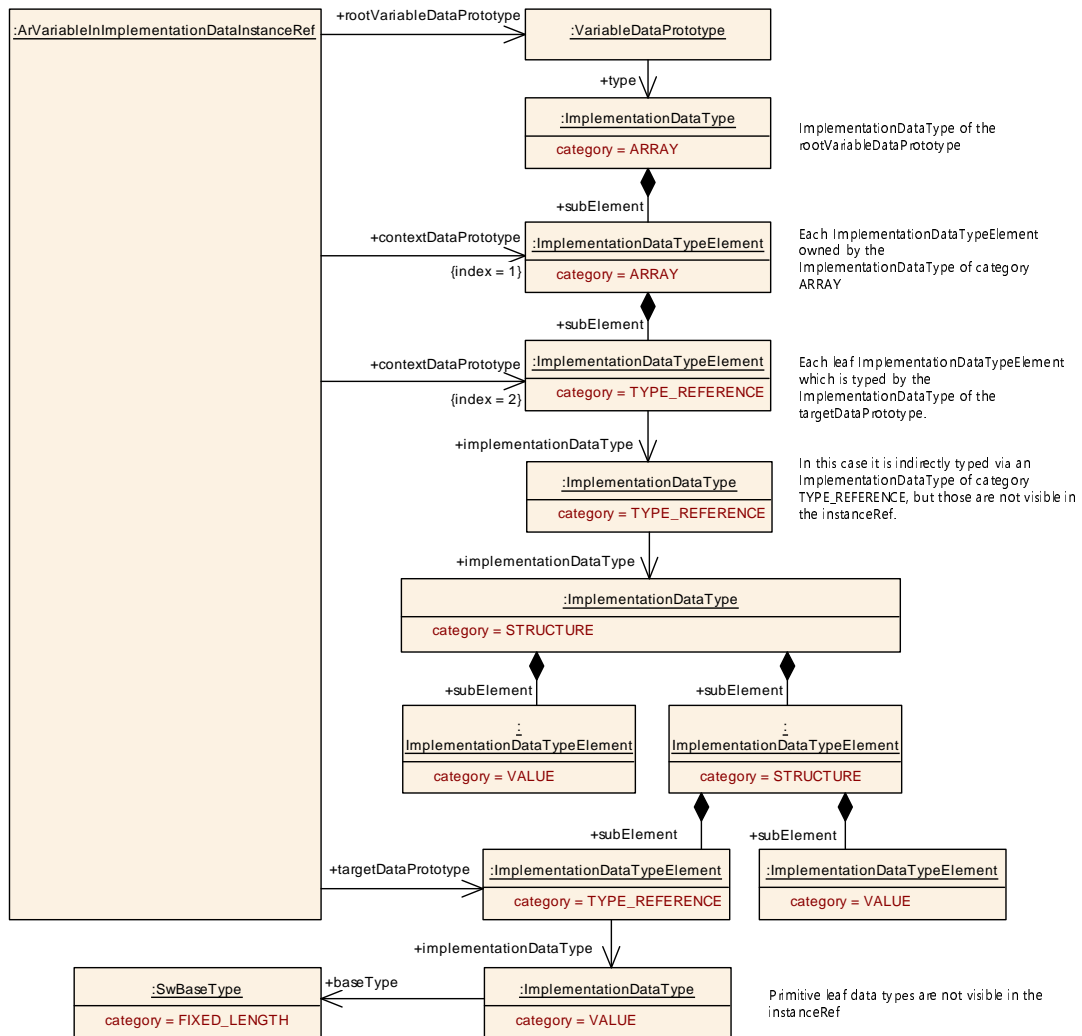 :ArVariableInImplementationDataInstanceRef
+rootVariableDataPrototype
:VariableDataPrototype
+type
:ImplementationDataType
category = ARRAY
ImplementationDataType of the
rootVariableDataPrototype
+subElement
+contextDataPrototype
{index = 1}
:ImplementationDataTypeElement
category = ARRAY
Each ImplementationDataTypeElement
owned by the
ImplementationDataType of category
ARRAY
+subElement
+contextDataPrototype
{index = 2}
:ImplementationDataTypeElement
category = TYPE_REFERENCE
Each leaf ImplementationDataTypeElement
which is typed by the
ImplementationDataType of the
targetDataPrototype.
+implementationDataType
:ImplementationDataType
category = TYPE_REFERENCE
In this case it is indirectly typed via an
ImplementationDataType of category
TYPE_REFERENCE, but those are not visible in
the instanceRef.
+implementationDataType
:ImplementationDataType
category = STRUCTURE
+subElement
+subElement
:
ImplementationDataTypeElement
category = VALUE
:
ImplementationDataTypeElement
category = STRUCTURE
+subElement
+subElement
+targetDataPrototype
:ImplementationDataTypeElement
category = TYPE_REFERENCE
:ImplementationDataTypeElement
category = VALUE
+implementationDataType
:SwBaseType
category = FIXED_LENGTH
+baseType
:ImplementationDataType
category = VALUE
Primitive leaf data types are not visible in the
instanceRef